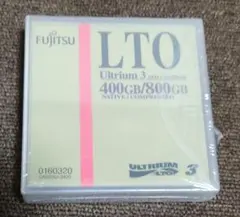 FUJITSU
LTO
Ultrium 3
400GB/800GB
0160320
ULTRIUM
LTO
3